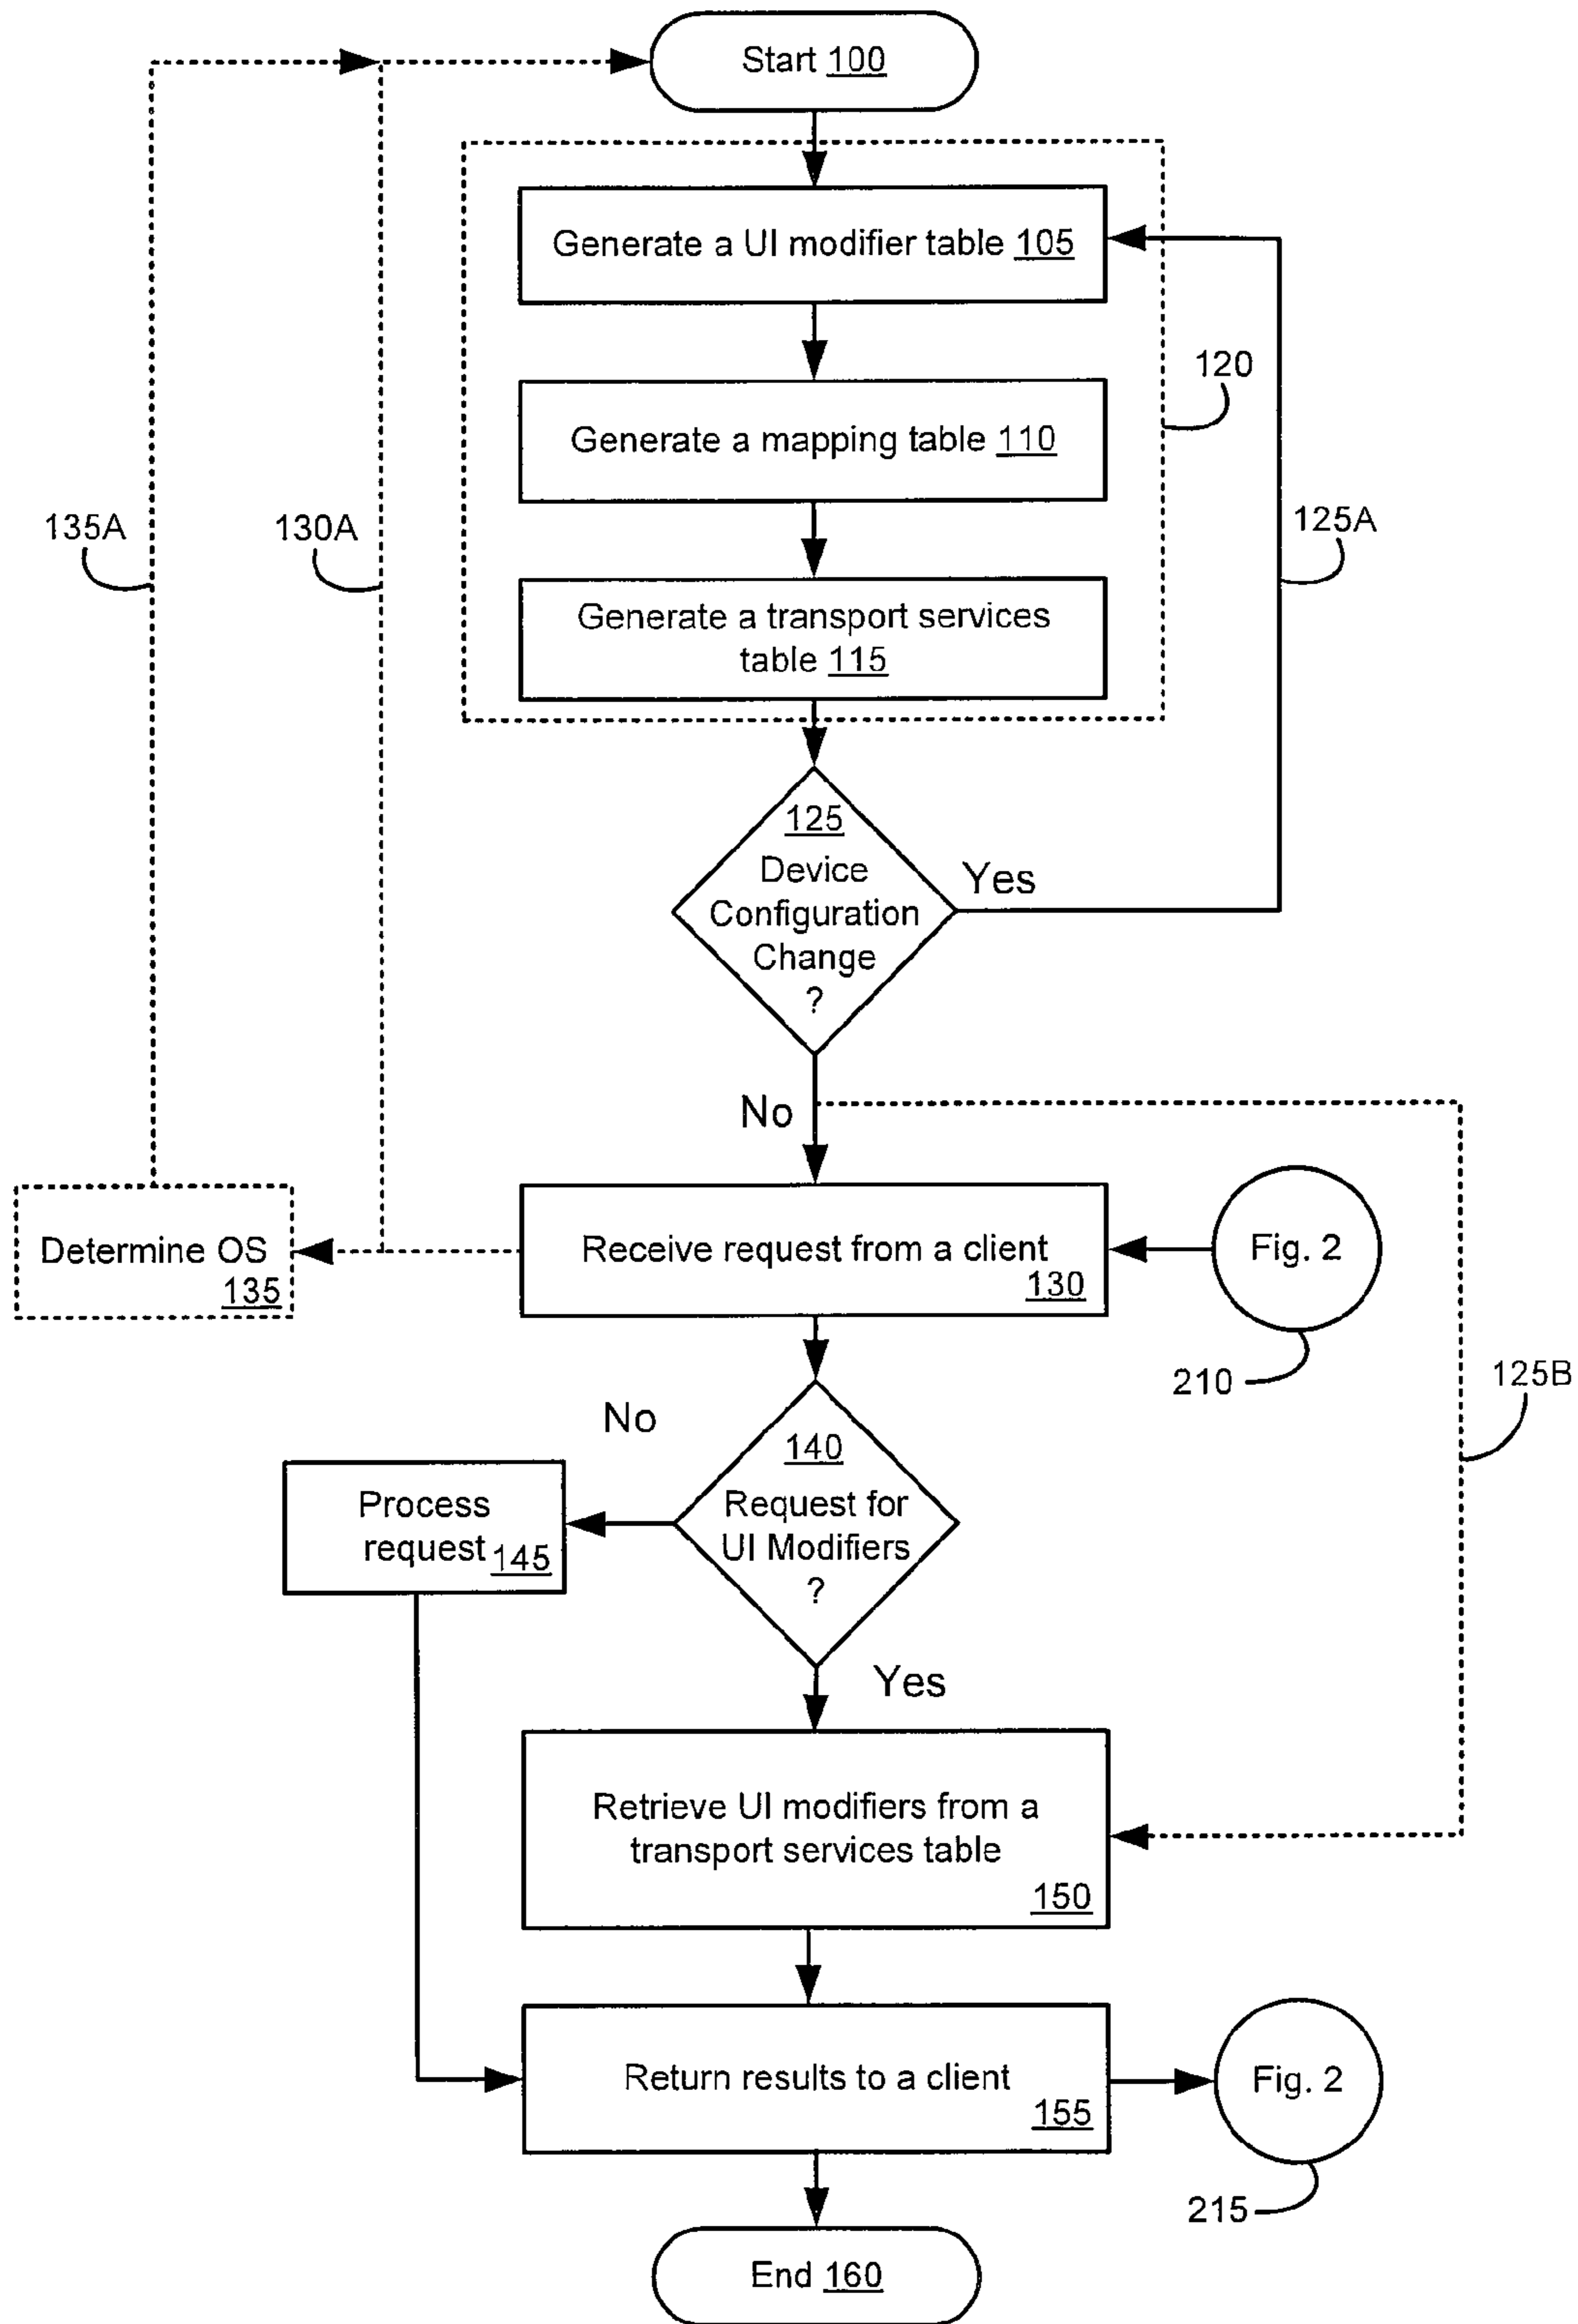 Start 100
Generate a UI modifier table 105
120
Generate a mapping table 110
135A
130A
125A
Generate a transport services
table 115
125
Device
Configuration
Change
?
Yes
No
Determine OS
135
Receive request from a client
130
Fig. 2
210
125B
No
140
Request for
UI Modifiers
?
Process
request 145
Yes
Retrieve UI modifiers from a
transport services table
150
Return results to a client
155
Fig. 2
215
End 160